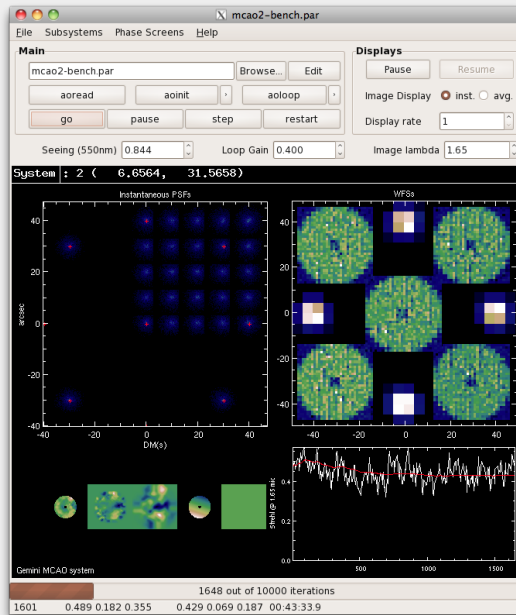 mcao2-bench.par
File Subsystems Phase Screens Help
Main
mcao2-bench.par Browse... Edit
aoread aoinit aoloop
go pause step restart
Displays
Pause Resume
Image Display inst. avg.
Display rate 1
Seeing (550nm) 0.844 Loop Gain 0.400 Image lambda 1.65
System : 2 ( 6.6564, 31.5658)
Instantaneous PSFs
40
20
0
-20
-40
arcsec
-40 -20 0 20 40
DM(s)
WFSs
40
20
0
-20
-40
-40 -20 0 20 40
0.4
0.2
0.0
Strehl @ 1.65 mic
500 1000 1500
Gemini MCAO system
1648 out of 10000 iterations
1601 0.489 0.182 0.355 0.429 0.069 0.187 00:43:33.9